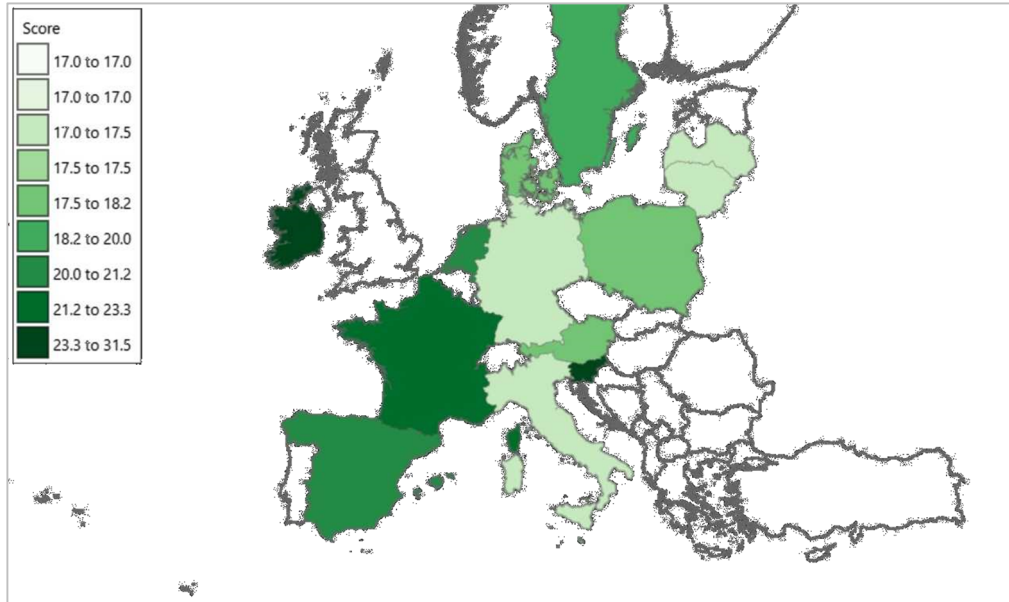 Score
17.0 to 17.0
17.0 to 17.0
17.0 to 17.5
17.5 to 17.5
17.5 to 18.2
18.2 to 20.0
20.0 to 21.2
21.2 to 23.3
23.3 to 31.5